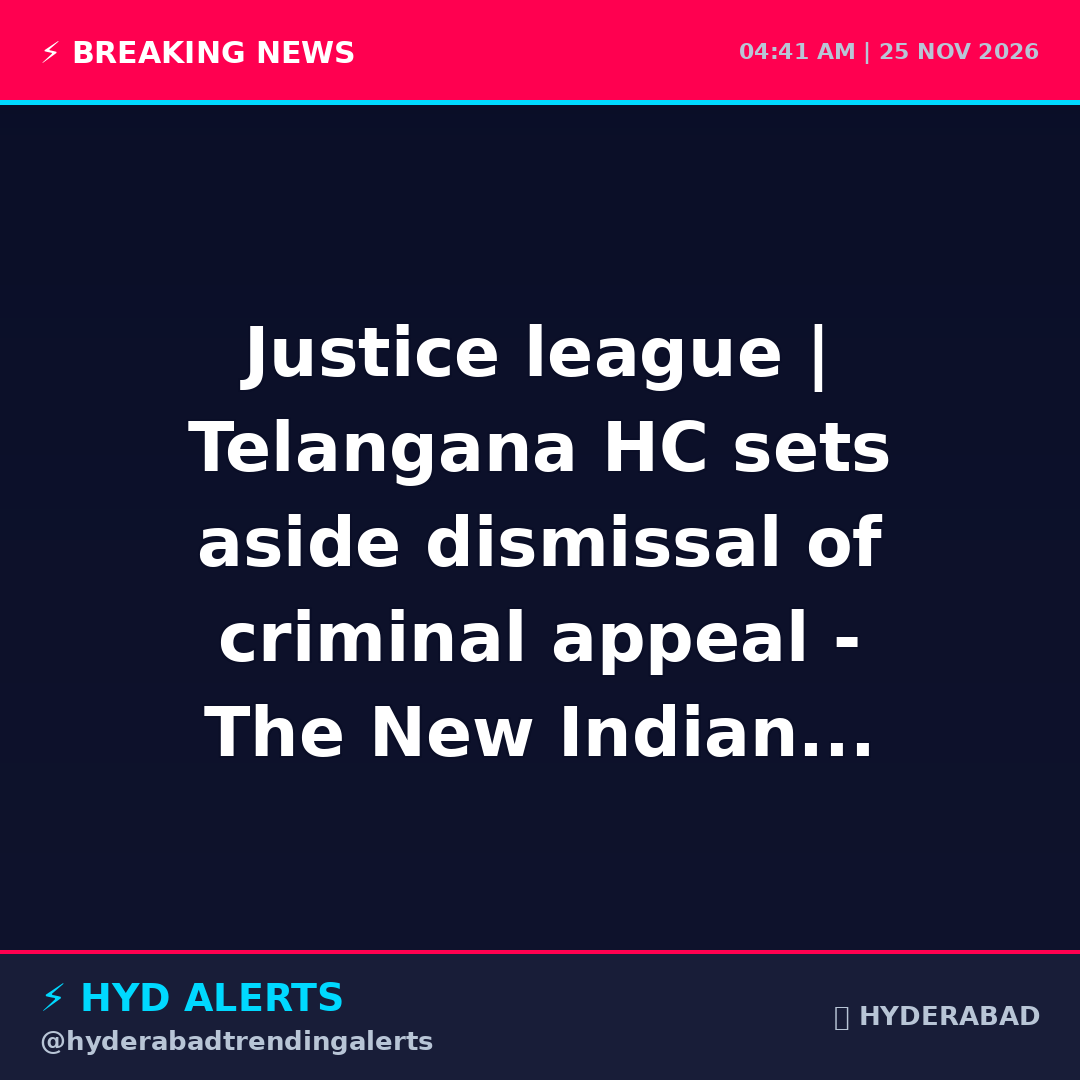 ⚡ BREAKING NEWS
04:41 AM | 25 NOV 2026
Justice league |
Telangana HC sets
aside dismissal of
criminal appeal -
The New Indian...
⚡ HYD ALERTS
@hyderabadtrendingalerts
HYDERABAD